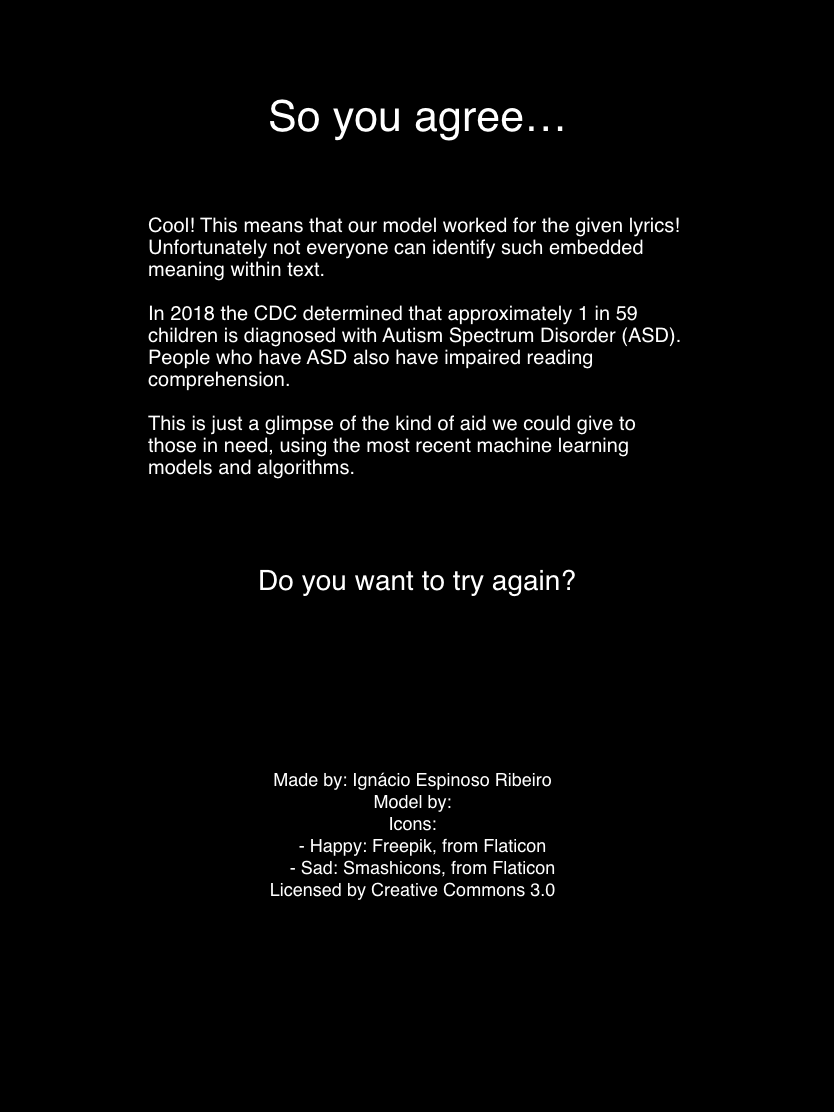 So you agree…
Cool! This means that our model worked for the given lyrics!
Unfortunately not everyone can identify such embedded
meaning within text.
In 2018 the CDC determined that approximately 1 in 59
children is diagnosed with Autism Spectrum Disorder (ASD).
People who have ASD also have impaired reading
comprehension.
This is just a glimpse of the kind of aid we could give to
those in need, using the most recent machine learning
models and algorithms.
Do you want to try again?
Made by: Ignácio Espinoso Ribeiro
Model by:
Icons:
- Happy: Freepik, from Flaticon
- Sad: Smashicons, from Flaticon
Licensed by Creative Commons 3.0